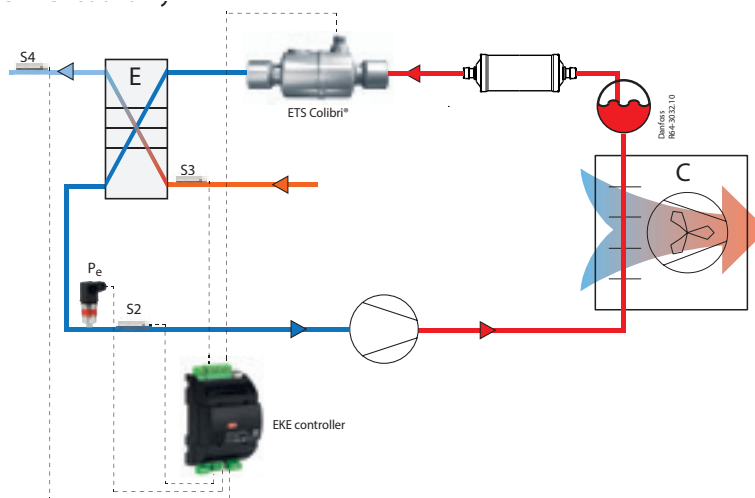 S4
E
ETS Colibri®
Danfoss
R64-3032.10
C
S3
Pe
S2
EKE controller